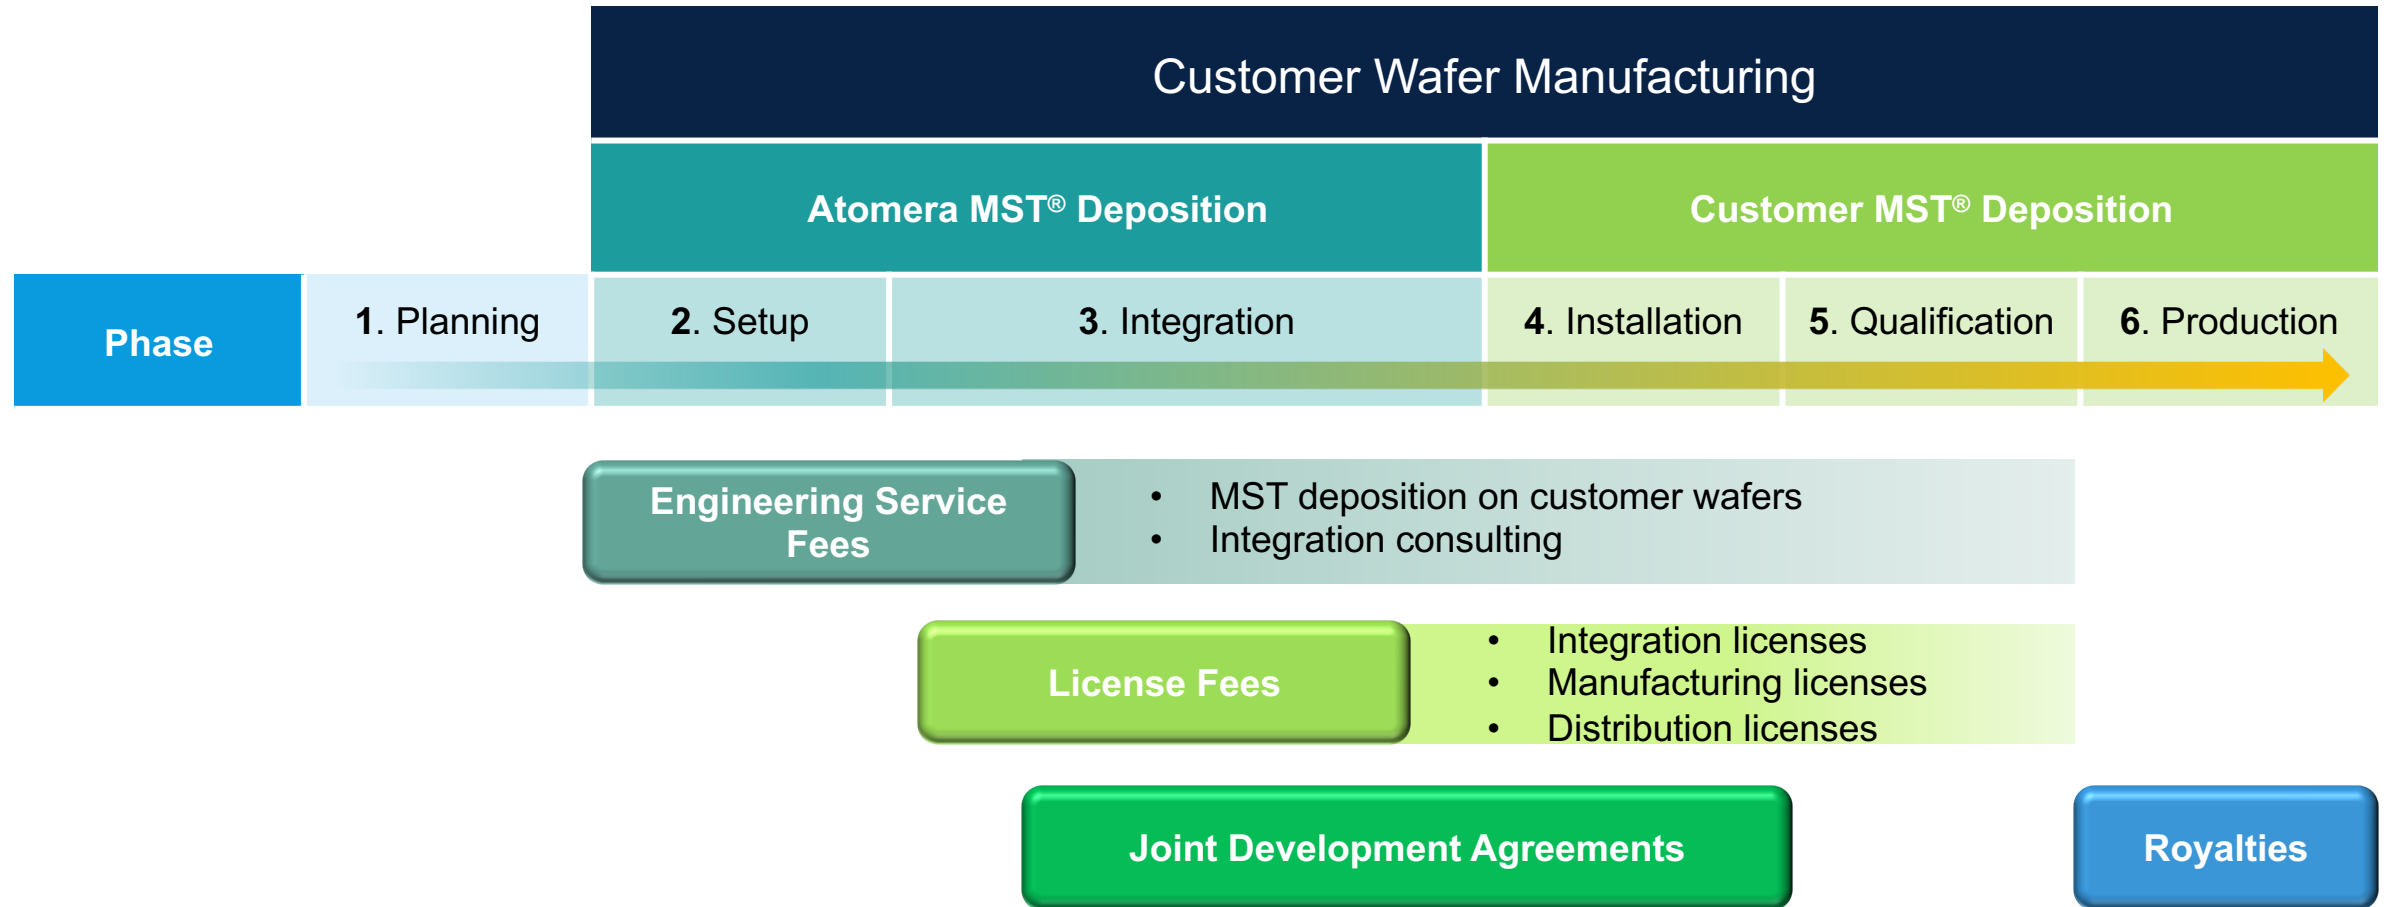 Customer Wafer Manufacturing
Atomera MST® Deposition
Customer MST® Deposition
Phase
1. Planning
2. Setup
3. Integration
4. Installation
5. Qualification
6. Production
Engineering Service
Fees
• MST deposition on customer wafers
• Integration consulting
License Fees
• Integration licenses
• Manufacturing licenses
• Distribution licenses
Joint Development Agreements
Royalties